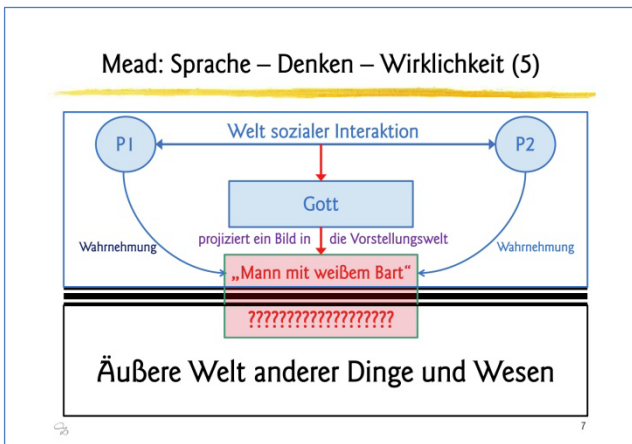 Mead: Sprache – Denken – Wirklichkeit (5)
P1 Welt sozialer Interaktion P2
Gott
projiziert ein Bild in die Vorstellungswelt
Wahrnehmung Wahrnehmung
„Mann mit weißem Bart“
???????????????????
Äußere Welt anderer Dinge und Wesen
7